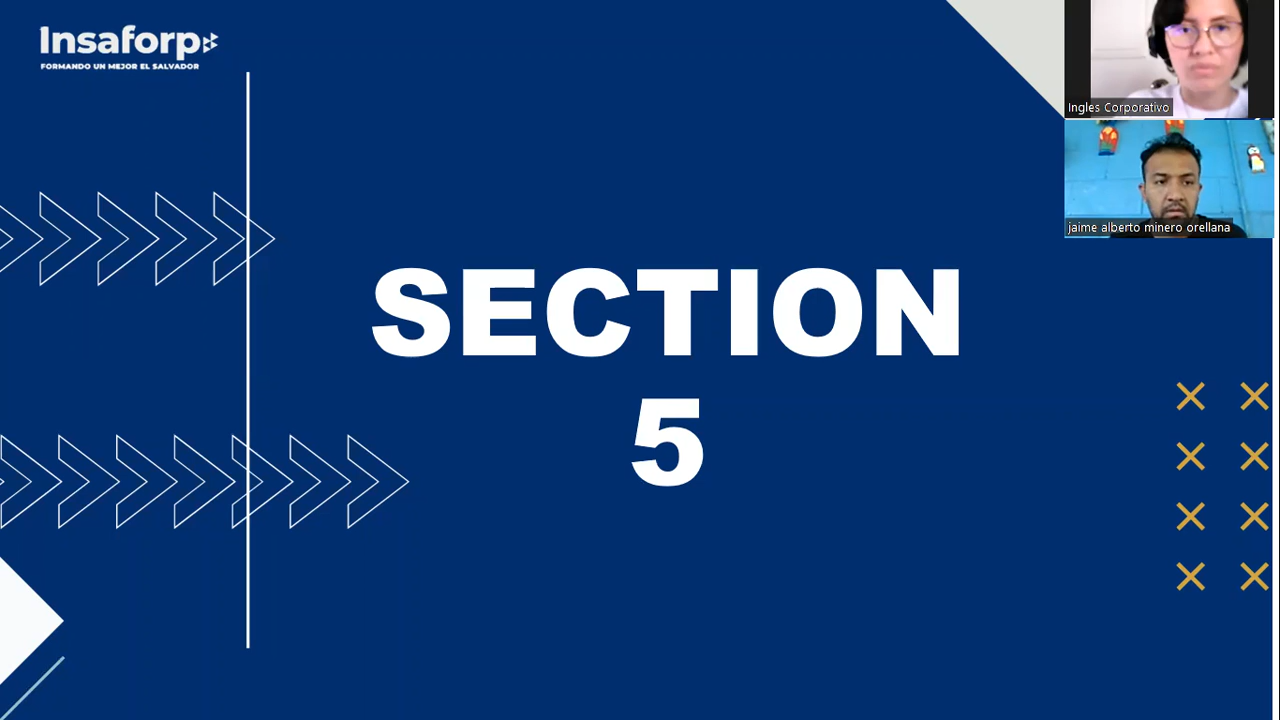 Insaforp
FORMANDO UN MEJOR EL SALVADOR
SECTION
5
Ingles Corporativo
jaime alberto minero orellana